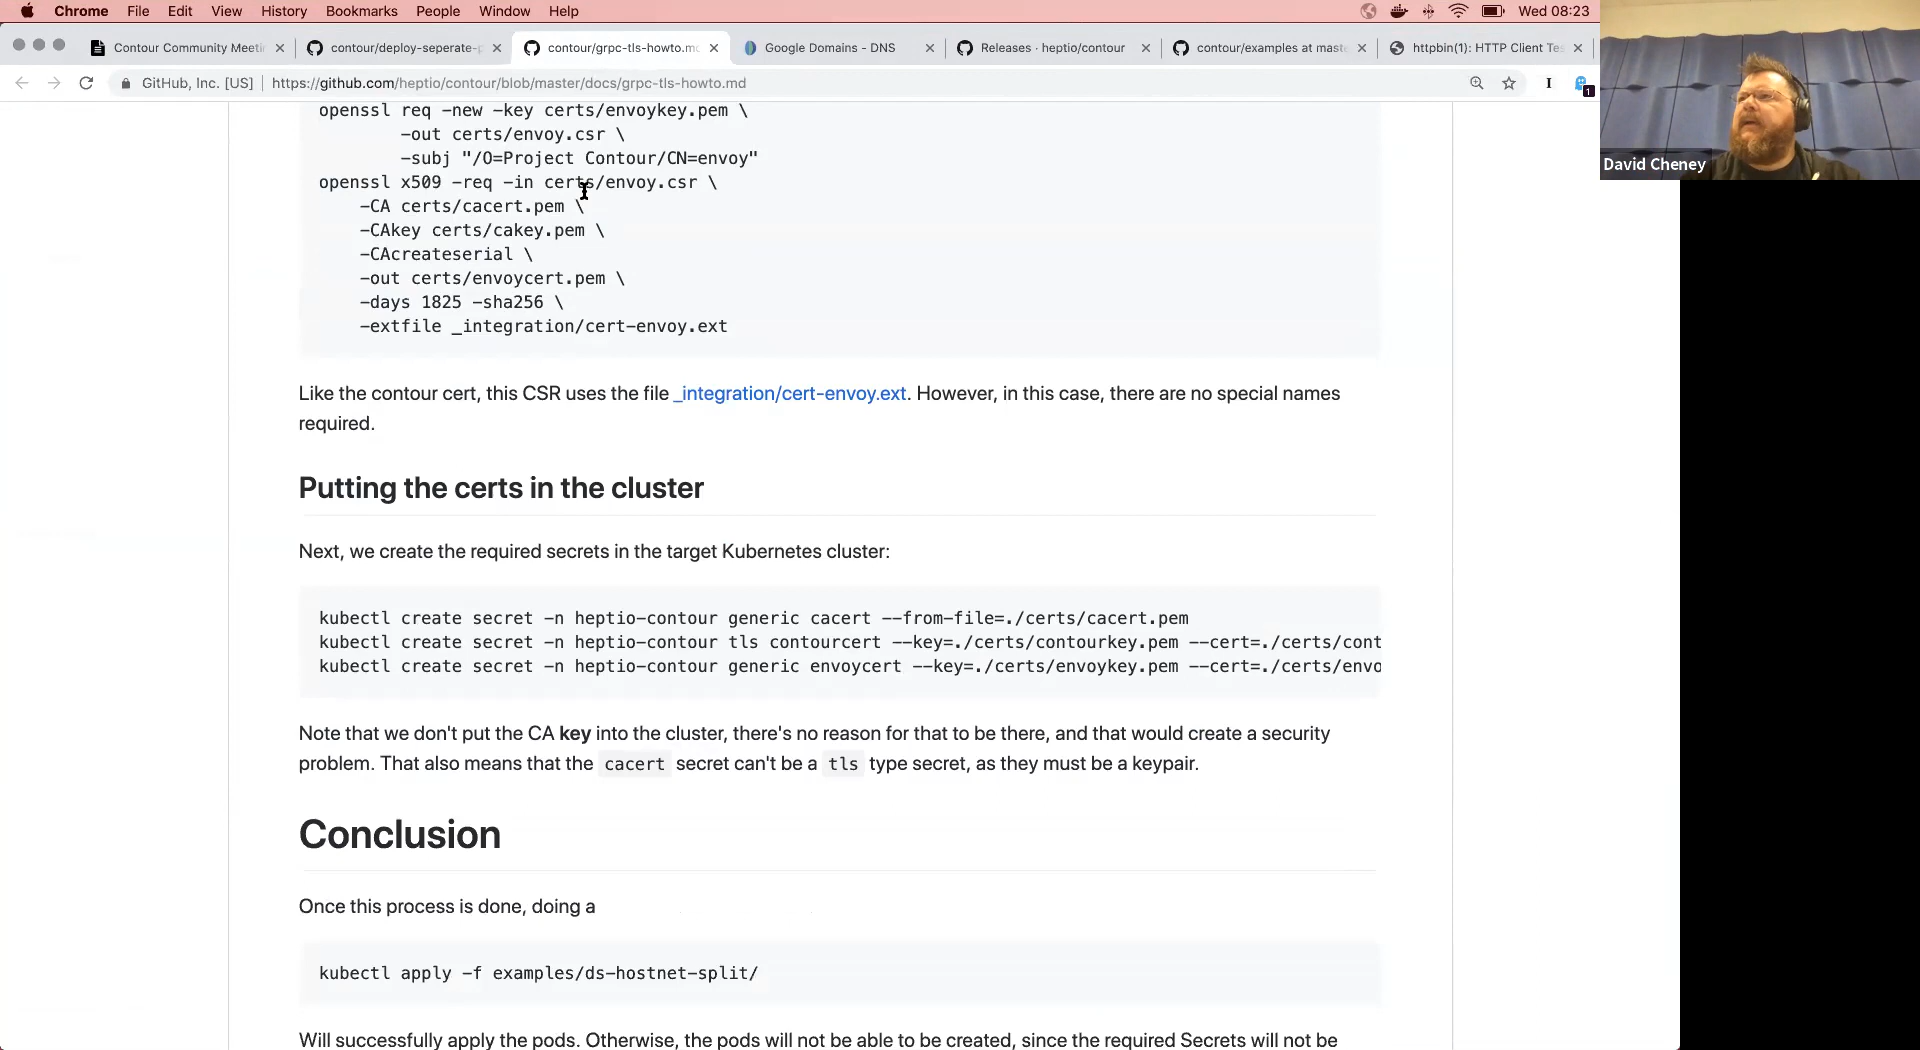 Chrome File Edit View History Bookmarks People Window Help Wed 08:23
Contour Community Meeti contour/deploy-seperate-p contour/grpc-tls-howto.mc Google Domains - DNS Releases · heptio/contour contour/examples at maste httpbin(1): HTTP Client Tes
GitHub, Inc. [US] https://github.com/heptio/contour/blob/master/docs/grpc-tls-howto.md 1
David Cheney
openssl req -new -key certs/envoykey.pem \
-out certs/envoy.csr \
-subj "/O=Project Contour/CN=envoy"
openssl x509 -req -in certs/envoy.csr \
-CA certs/cacert.pem \
-CAkey certs/cakey.pem \
-CAcreateserial \
-out certs/envoycert.pem \
-days 1825 -sha256 \
-extfile _integration/cert-envoy.ext
Like the contour cert, this CSR uses the file _integration/cert-envoy.ext. However, in this case, there are no special names
required.
Putting the certs in the cluster
Next, we create the required secrets in the target Kubernetes cluster:
kubectl create secret -n heptio-contour generic cacert --from-file=./certs/cacert.pem
kubectl create secret -n heptio-contour tls contourcert --key=./certs/contourkey.pem --cert=./certs/cont
kubectl create secret -n heptio-contour generic envoycert --key=./certs/envoykey.pem --cert=./certs/envo
Note that we don't put the CA key into the cluster, there's no reason for that to be there, and that would create a security
problem. That also means that the cacert secret can't be a tls type secret, as they must be a keypair.
Conclusion
Once this process is done, doing a
kubectl apply -f examples/ds-hostnet-split/
Will successfully apply the pods. Otherwise, the pods will not be able to be created, since the required Secrets will not be